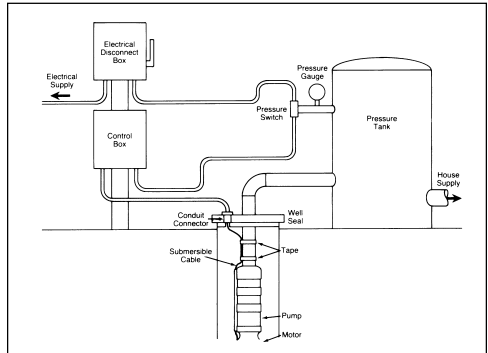 Electrical
Disconnect
Box
Electrical
Supply
Pressure
Gauge
Pressure
Switch
Pressure
Tank
Control
Box
House
Supply
Conduit
Connector
Well
Seal
Tape
Submersible
Cable
Pump
Motor